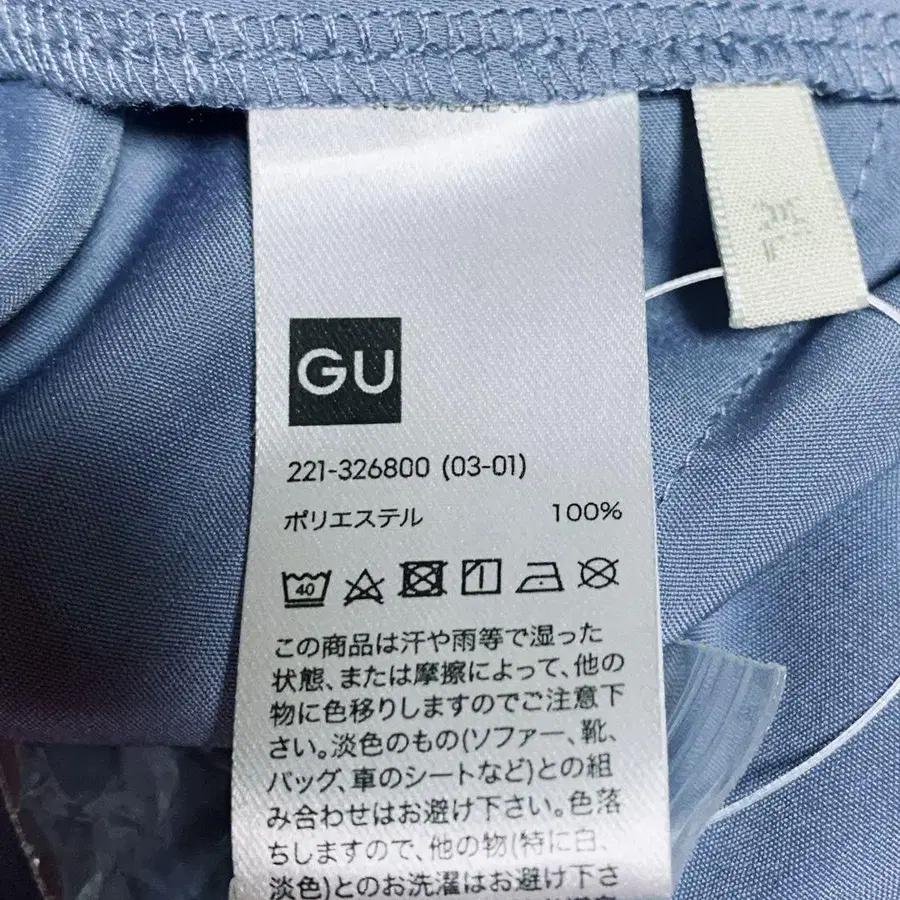 GU
221-326800 (03-01)
ポリエステル 100%
40
この商品は汗や雨等で湿った
状態、または摩擦によって、他の
物に色移りしますのでご注意下
さい。淡色のもの(ソファー、靴、
バッグ、車のシートなど)との組
み合わせはお避け下さい。色落
ちしますので、他の物(特に白、
淡色)とのお洗濯はお避け下さ